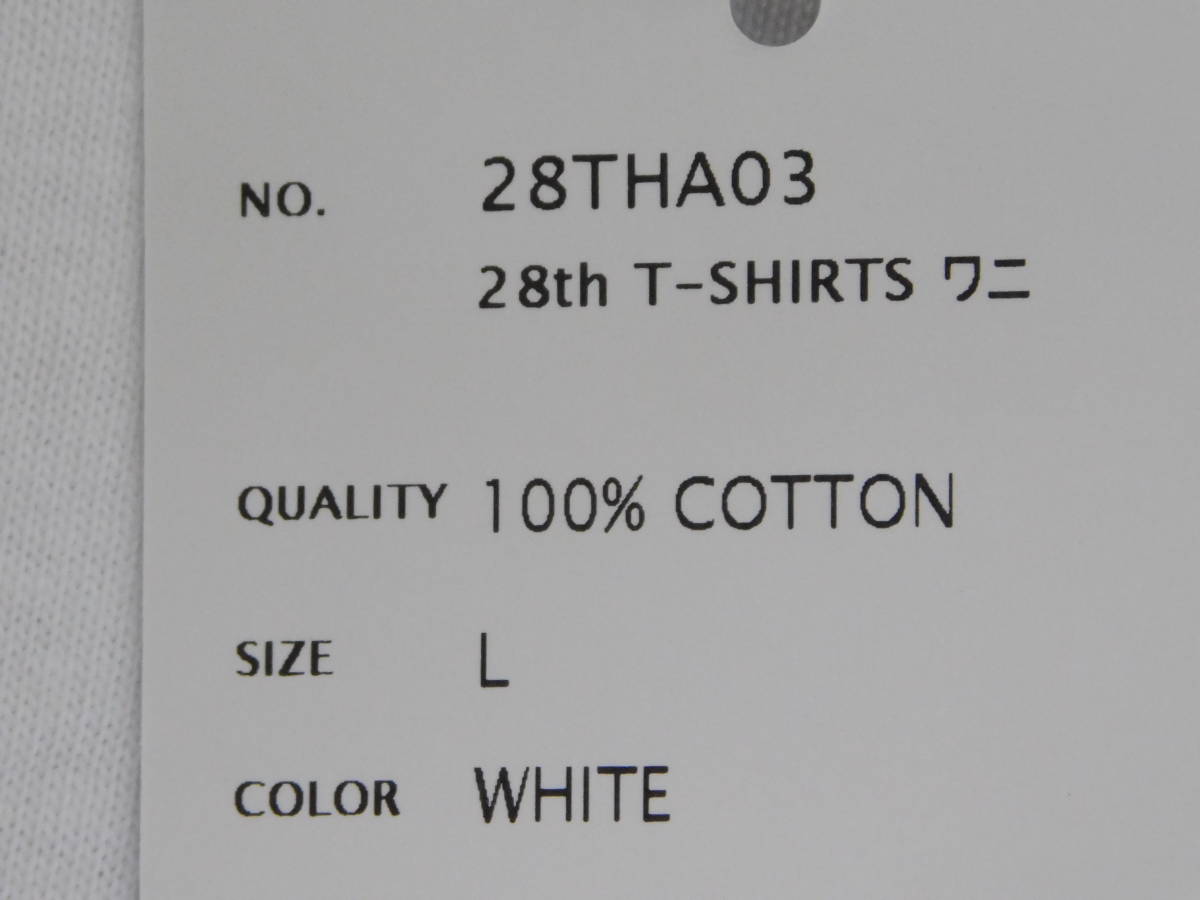 NO. 28THA03
28th T-SHIRTS ワニ
QUALITY 100% COTTON
SIZE L
COLOR WHITE